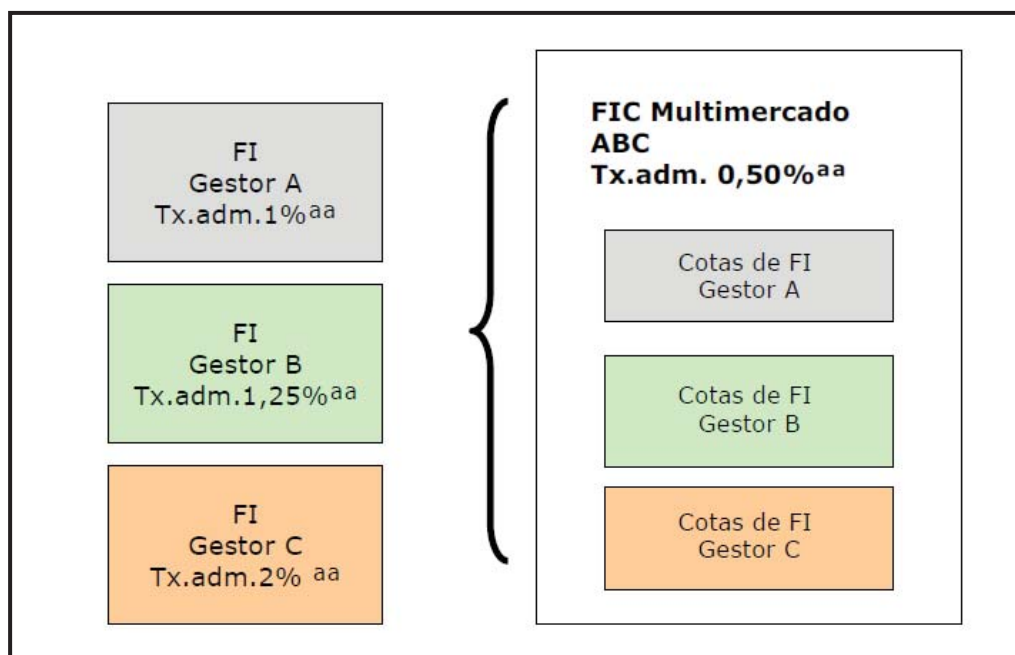 FI
Gestor A
Tx.adm.1%aa
FI
Gestor B
Tx.adm.1,25%aa
FI
Gestor C
Tx.adm.2% aa
FIC Multimercado
ABC
Tx.adm. 0,50%aa
Cotas de FI
Gestor A
Cotas de FI
Gestor B
Cotas de FI
Gestor C